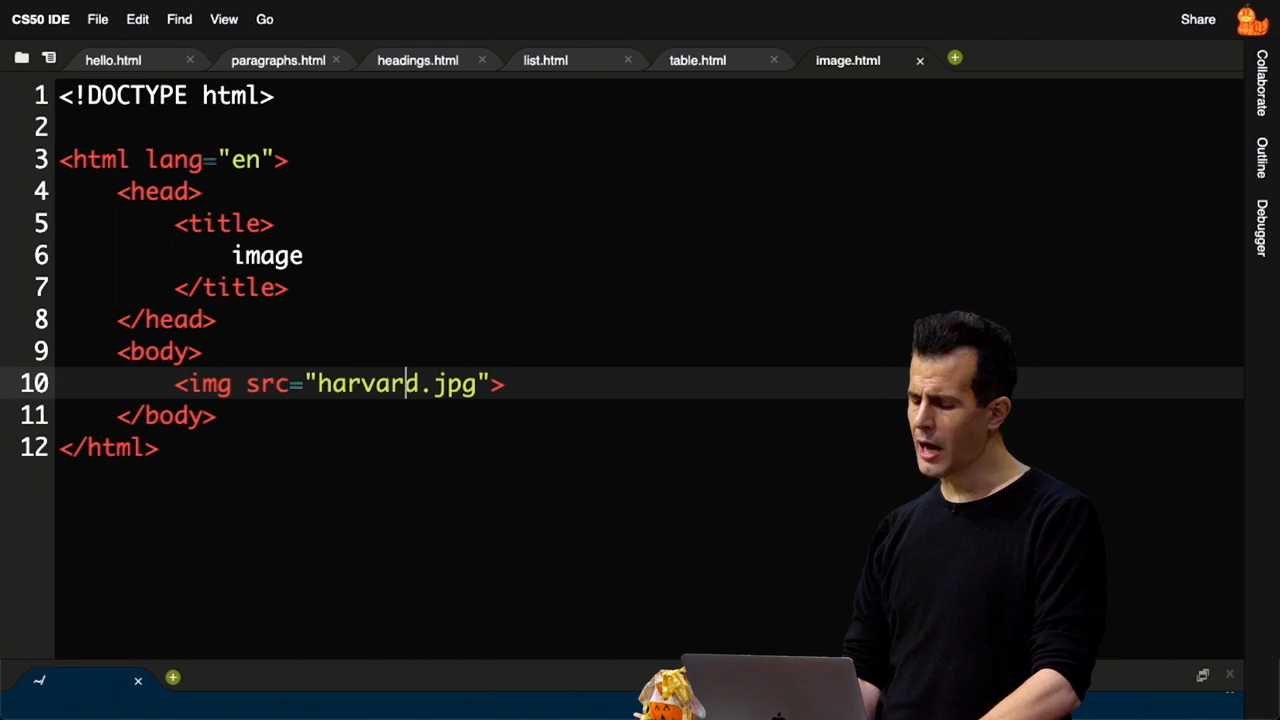 CS50 IDE File Edit Find View Go Share
hello.html paragraphs.html headings.html list.html table.html image.html
Collaborate
Outline
Debugger
1 <!DOCTYPE html>
2
3 <html lang="en">
4 <head>
5 <title>
6 image
7 </title>
8 </head>
9 <body>
10 <img src="harvard.jpg">
11 </body>
12 </html>
~/